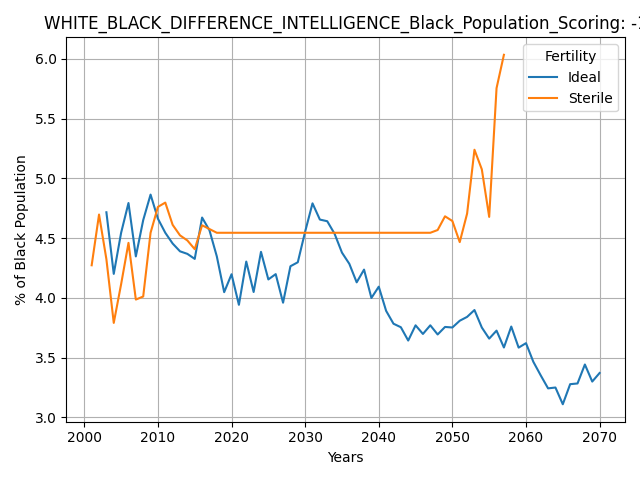 WHITE_BLACK_DIFFERENCE_INTELLIGENCE_Black_Population_Scoring: -
Fertility
Ideal
Sterile
6.0
5.5
5.0
4.5
4.0
3.5
3.0
% of Black Population
2000 2010 2020 2030 2040 2050 2060 2070
Years